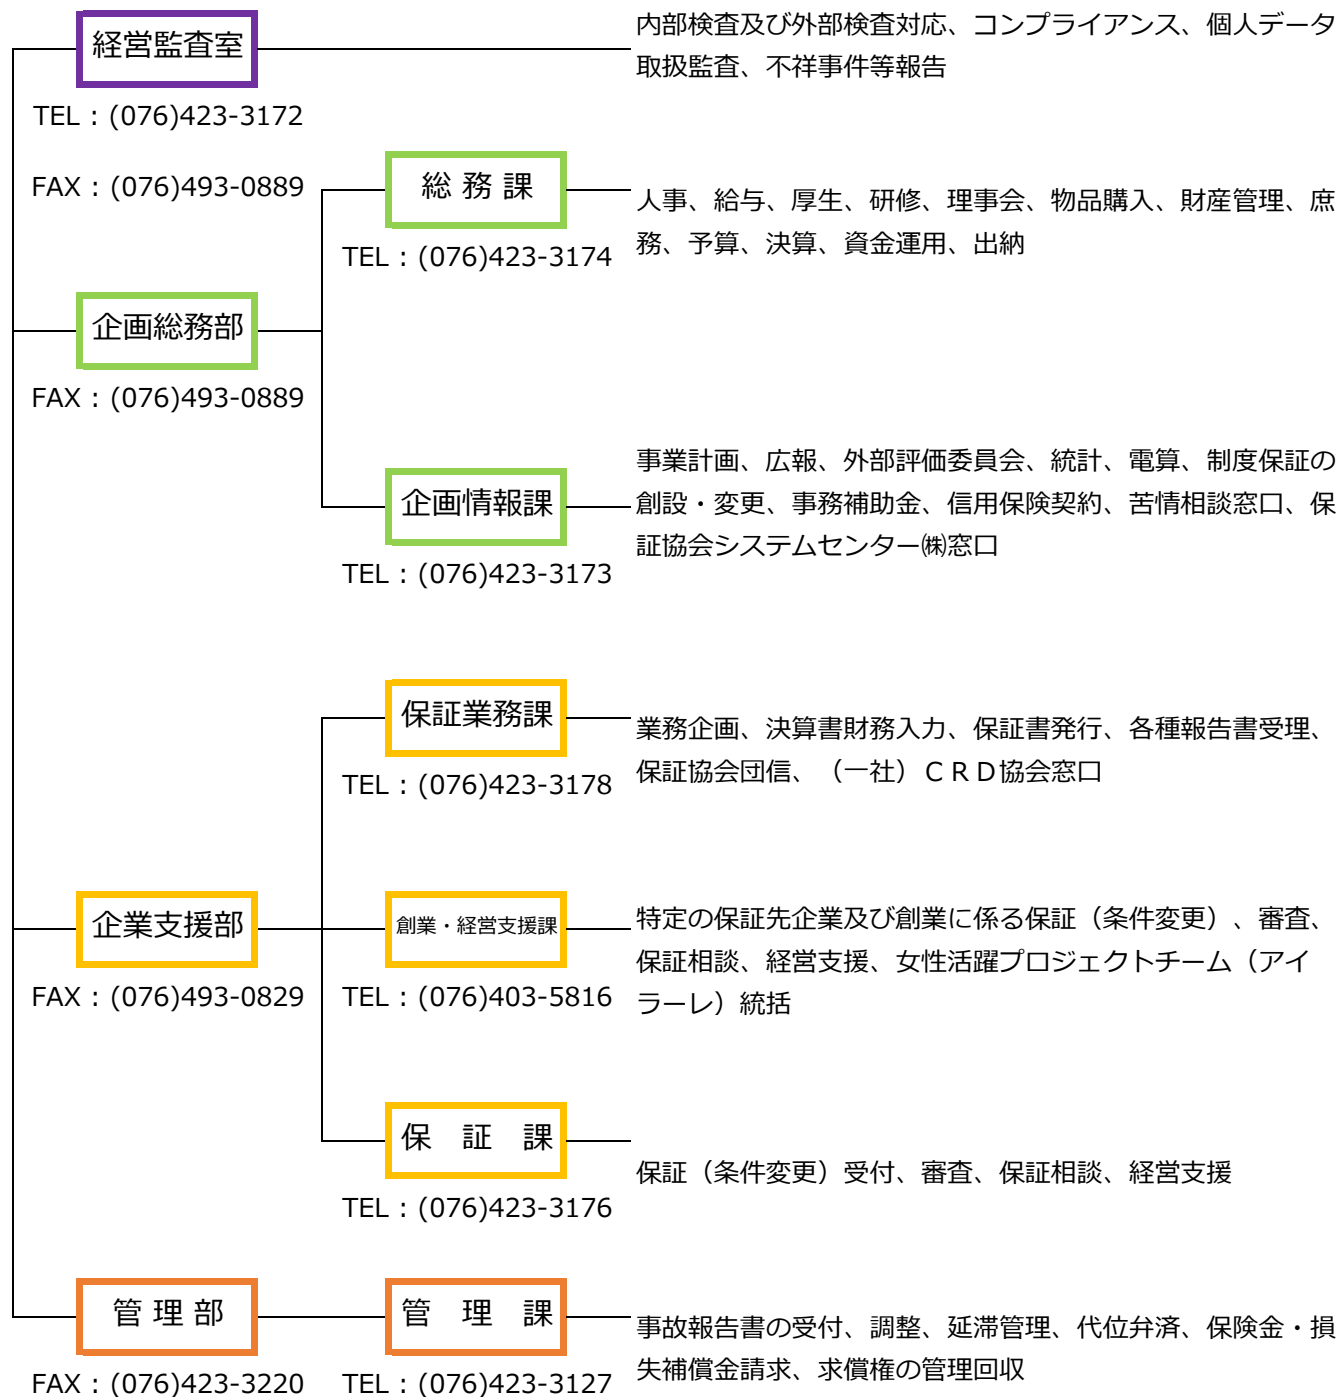 経営監査室
内部検査及び外部検査対応、コンプライアンス、個人データ
取扱監査、不祥事件等報告
TEL：(076)423-3172
FAX：(076)493-0889
総 務 課
人事、給与、厚生、研修、理事会、物品購入、財産管理、庶
務、予算、決算、資金運用、出納
TEL：(076)423-3174
企画総務部
FAX：(076)493-0889
企画情報課
事業計画、広報、外部評価委員会、統計、電算、制度保証の
創設・変更、事務補助金、信用保険契約、苦情相談窓口、保
証協会システムセンター㈱窓口
TEL：(076)423-3173
保証業務課
業務企画、決算書財務入力、保証書発行、各種報告書受理、
保証協会団信、（一社）ＣＲＤ協会窓口
TEL：(076)423-3178
企業支援部
FAX：(076)493-0829
創業・経営支援課
特定の保証先企業及び創業に係る保証（条件変更）、審査、
保証相談、経営支援、女性活躍プロジェクトチーム（アイ
ラーレ）統括
TEL：(076)403-5816
保　証　課
保証（条件変更）受付、審査、保証相談、経営支援
TEL：(076)423-3176
管 理 部
FAX：(076)423-3220
管　理　課
事故報告書の受付、調整、延滞管理、代位弁済、保険金・損
失補償金請求、求償権の管理回収
TEL：(076)423-3127